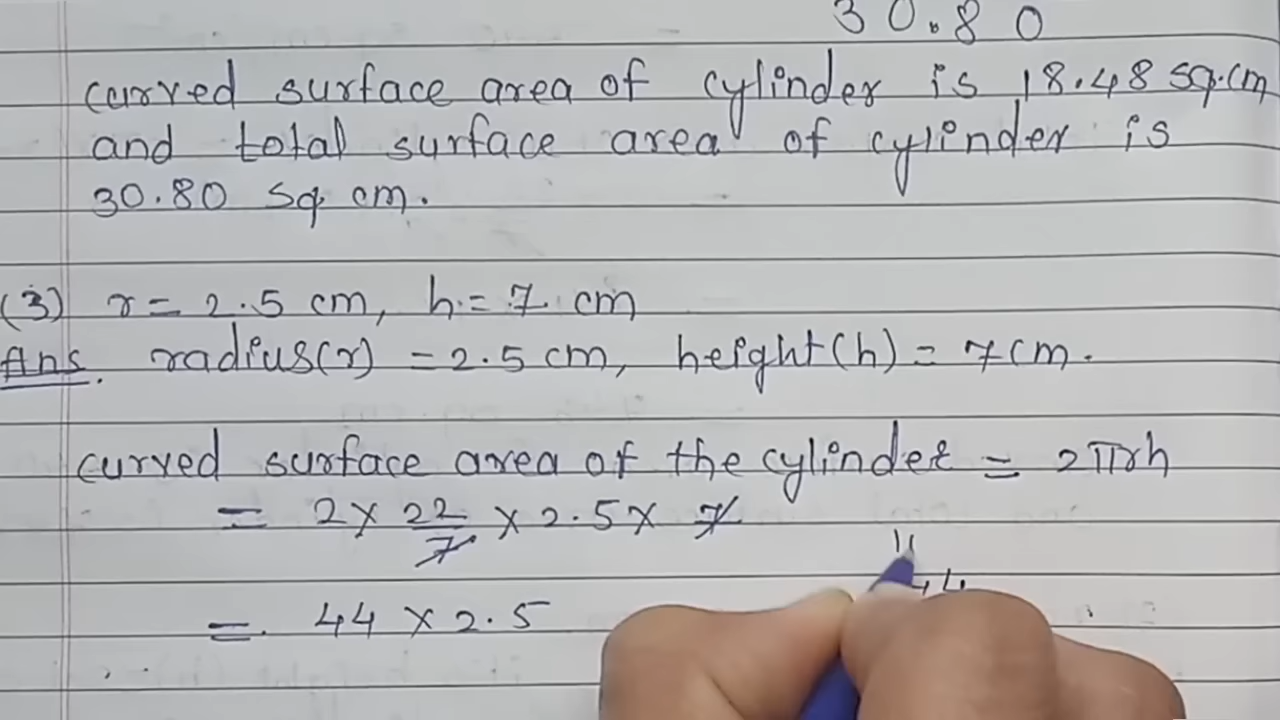 30.80
curved surface area of cylinder is 18.48 sq.cm
and total surface area of cylinder is
30.80 sq cm.
(3) r = 2.5 cm, h = 7 cm
Ans. radius(r) = 2.5 cm, height(h) = 7cm.
curved surface area of the cylinder = 2πrh
= 2 × 22/7 × 2.5 × 7
= 44 × 2.5
44